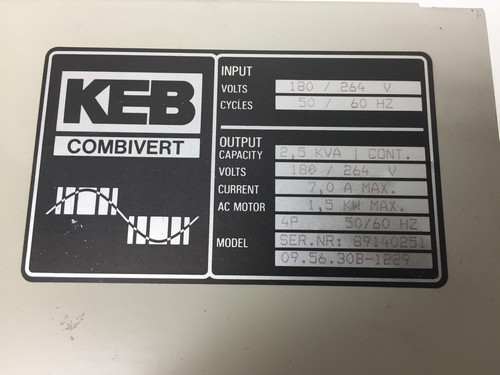 KEB
COMBIVERT
INPUT
VOLTS 180 / 264 V
CYCLES 50 / 60 HZ
OUTPUT
CAPACITY 2,5 KVA | CONT.
VOLTS 180 / 264 V
CURRENT 7,0 A MAX.
AC MOTOR 1,5 KW MAX.
4P 50/60 HZ
MODEL SER.NR: 89140251
09.56.30B-1229